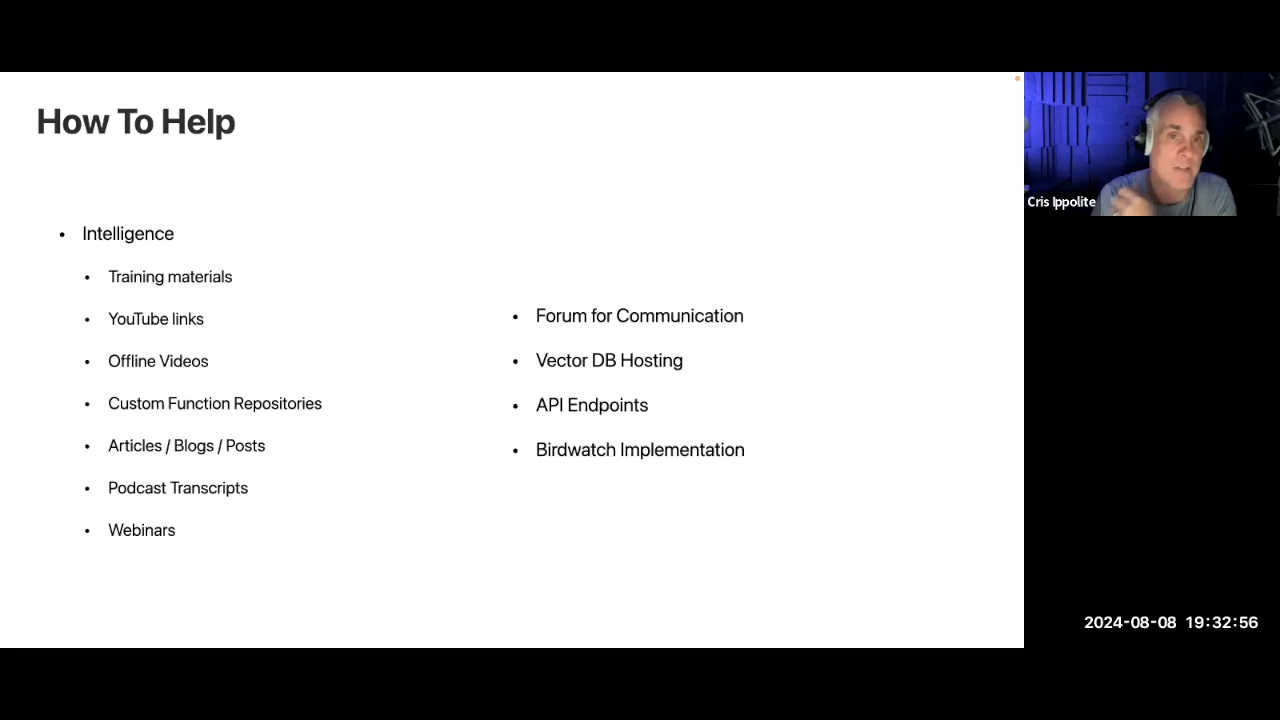 How To Help
• Intelligence
• Training materials
• YouTube links
• Offline Videos
• Custom Function Repositories
• Articles / Blogs / Posts
• Podcast Transcripts
• Webinars
• Forum for Communication
• Vector DB Hosting
• API Endpoints
• Birdwatch Implementation
Cris Ippolite
2024-08-08 19:32:56